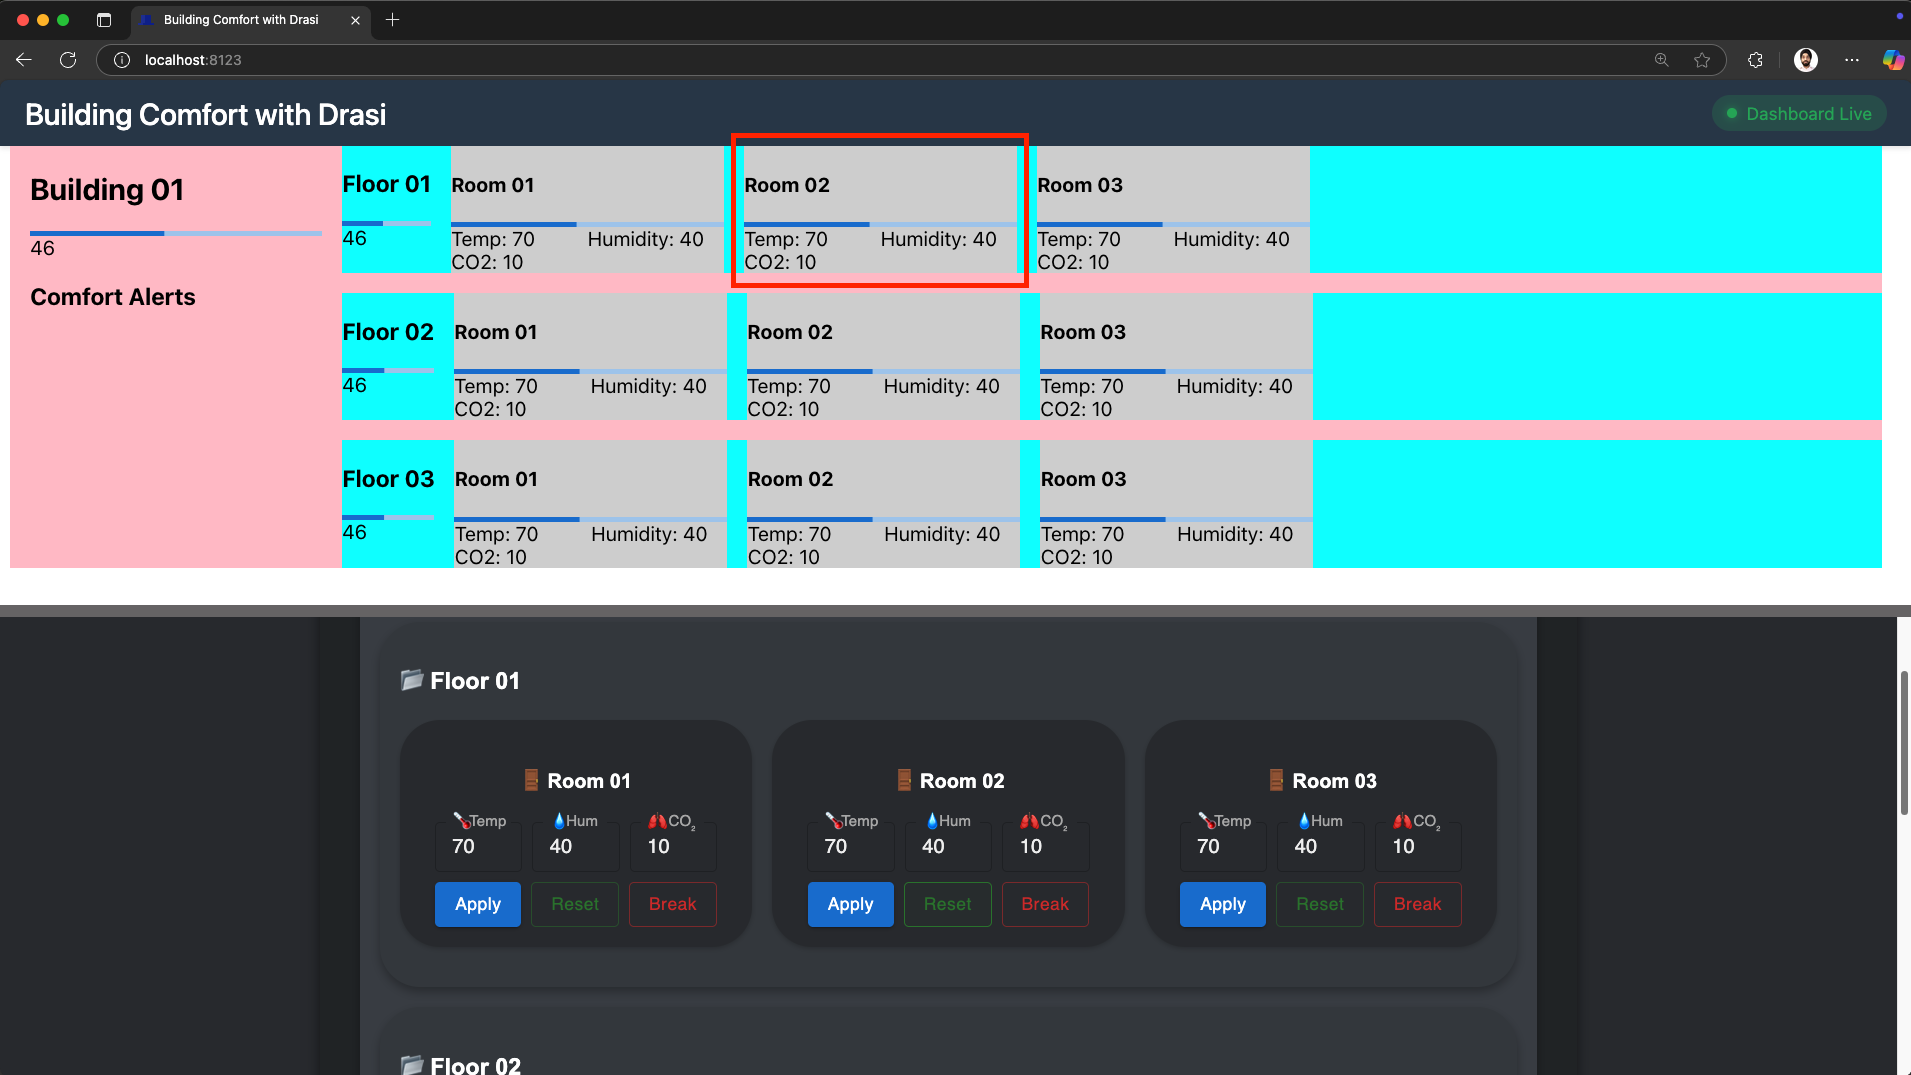 Building Comfort with Drasi
localhost:8123
Building Comfort with Drasi
Dashboard Live
Building 01
46
Comfort Alerts
Floor 01
46
Room 01
Temp: 70 Humidity: 40
CO2: 10
Room 02
Temp: 70 Humidity: 40
CO2: 10
Room 03
Temp: 70 Humidity: 40
CO2: 10
Floor 02
46
Room 01
Temp: 70 Humidity: 40
CO2: 10
Room 02
Temp: 70 Humidity: 40
CO2: 10
Room 03
Temp: 70 Humidity: 40
CO2: 10
Floor 03
46
Room 01
Temp: 70 Humidity: 40
CO2: 10
Room 02
Temp: 70 Humidity: 40
CO2: 10
Room 03
Temp: 70 Humidity: 40
CO2: 10
Floor 01
Room 01
Temp Hum CO₂
70 40 10
Apply Reset Break
Room 02
Temp Hum CO₂
70 40 10
Apply Reset Break
Room 03
Temp Hum CO₂
70 40 10
Apply Reset Break
Floor 02